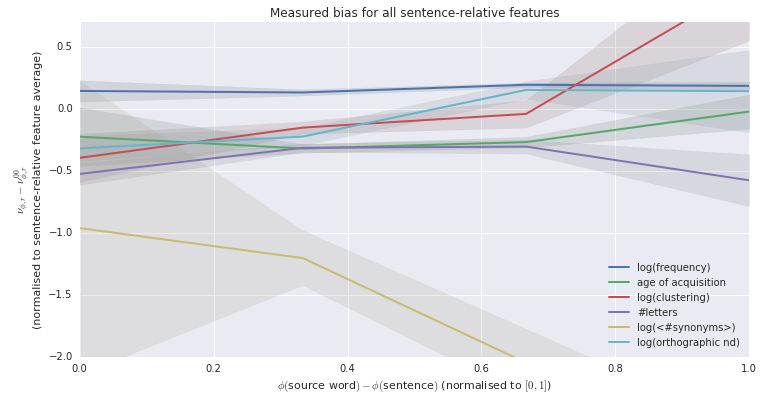 Measured bias for all sentence-relative features
0.5
0.0
−0.5
−1.0
−1.5
−2.0
ν_{ϕ,r} − ν^{00}_{ϕ,r}
(normalised to sentence-relative feature average)
log(frequency)
age of acquisition
log(clustering)
#letters
log(<#synonyms>)
log(orthographic nd)
0.0 0.2 0.4 0.6 0.8 1.0
ϕ(source word) − ϕ(sentence) (normalised to [0, 1])